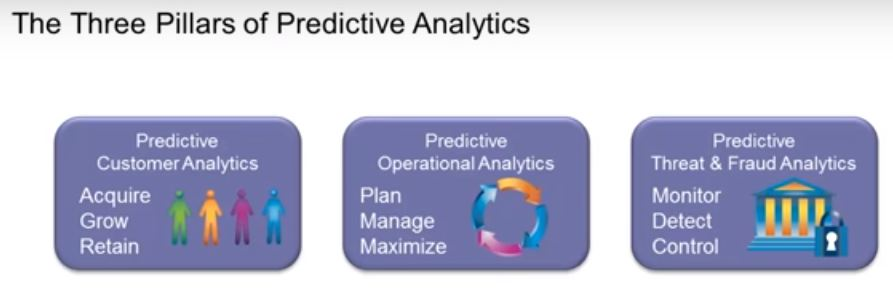 The Three Pillars of Predictive Analytics
Predictive
Customer Analytics
Acquire
Grow
Retain
Predictive
Operational Analytics
Plan
Manage
Maximize
Predictive
Threat & Fraud Analytics
Monitor
Detect
Control